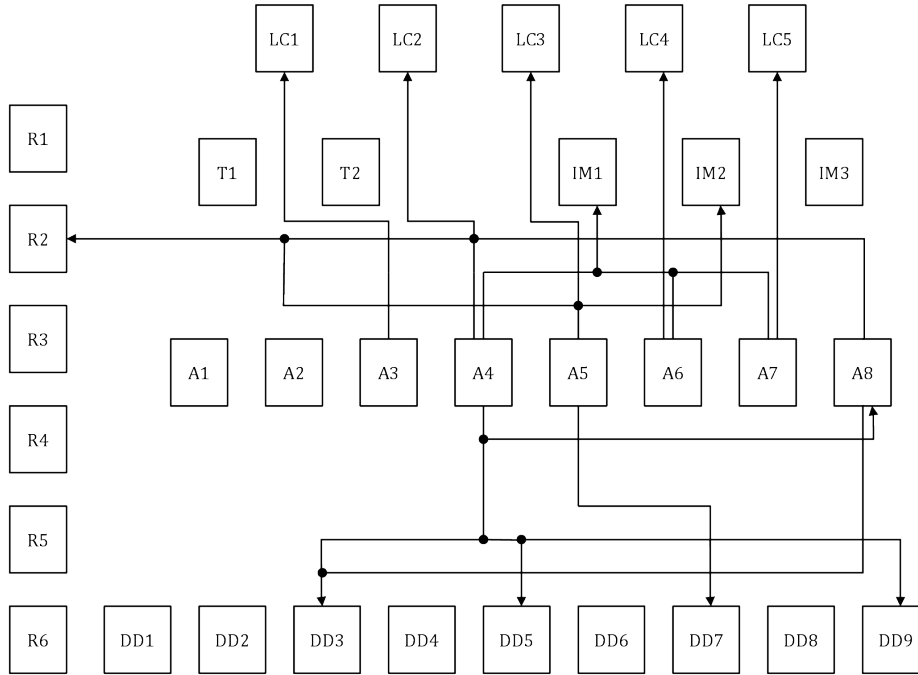 LC1 LC2 LC3 LC4 LC5
R1
T1 T2 IM1 IM2 IM3
R2
R3
A1 A2 A3 A4 A5 A6 A7 A8
R4
R5
R6 DD1 DD2 DD3 DD4 DD5 DD6 DD7 DD8 DD9